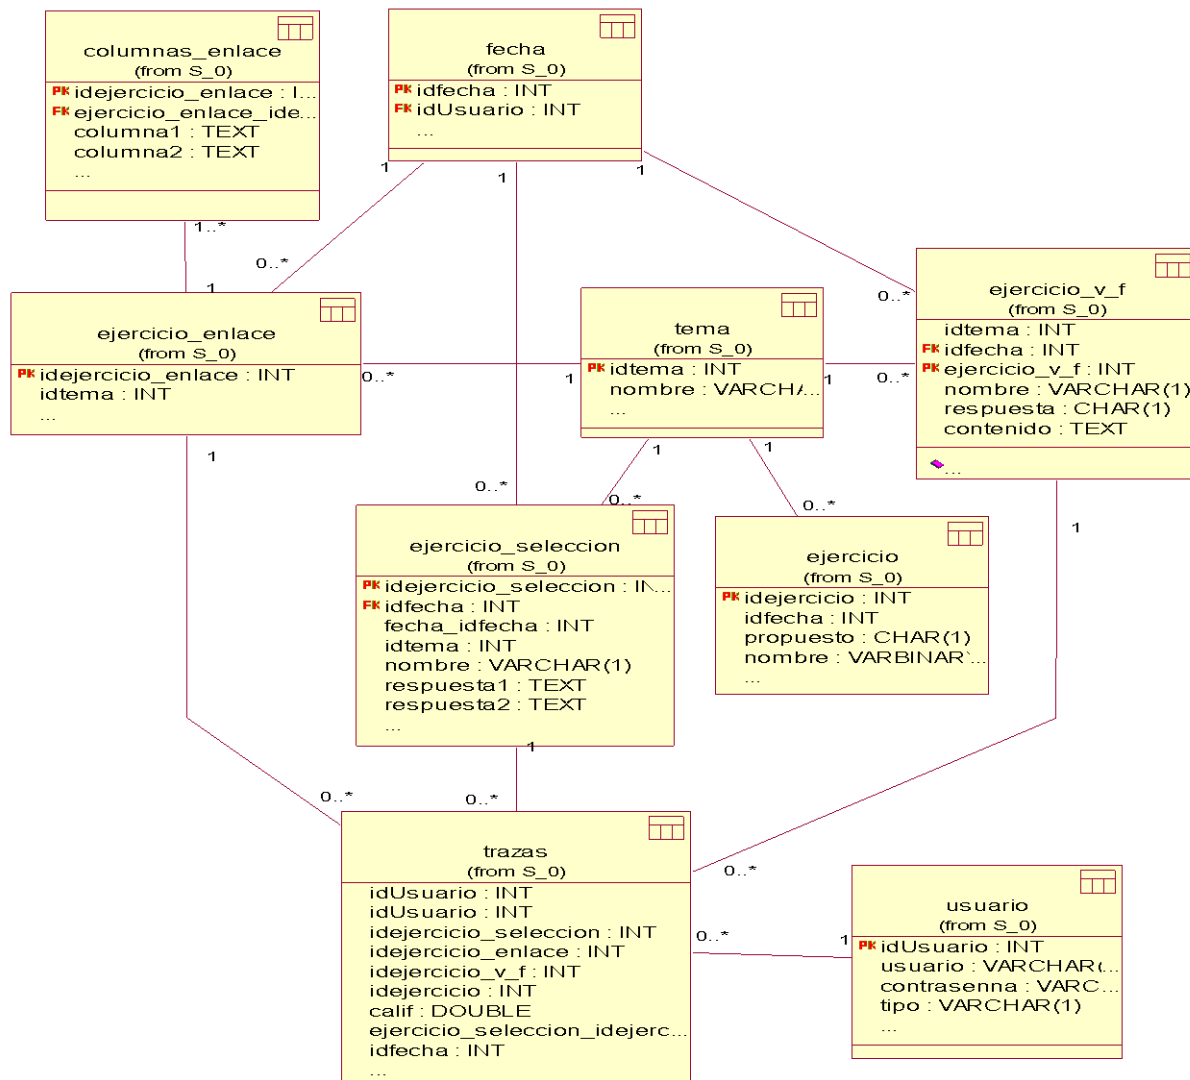 columnas_enlace
(from S_0)
PK idejercicio_enlace : I...
FK ejercicio_enlace_ide...
columna1 : TEXT
columna2 : TEXT
...
1..*
1
fecha
(from S_0)
PK idfecha : INT
FK idUsuario : INT
...
1
1
1
0..*
0..*
0..*
ejercicio_enlace
(from S_0)
PK idejercicio_enlace : INT
idtema : INT
...
0..*
1
1
tema
(from S_0)
PK idtema : INT
nombre : VARCHA...
...
1
0..*
1
1
0..*
0..*
ejercicio_v_f
(from S_0)
idtema : INT
FK idfecha : INT
PK ejercicio_v_f : INT
nombre : VARCHAR(1)
respuesta : CHAR(1)
contenido : TEXT
...
1
ejercicio_seleccion
(from S_0)
PK idejercicio_seleccion : IN...
FK idfecha : INT
fecha_idfecha : INT
idtema : INT
nombre : VARCHAR(1)
respuesta1 : TEXT
respuesta2 : TEXT
...
1
ejercicio
(from S_0)
PK idejercicio : INT
idfecha : INT
propuesto : CHAR(1)
nombre : VARBINAR`...
...
0..*
0..*
0..*
trazas
(from S_0)
idUsuario : INT
idUsuario : INT
idejercicio_seleccion : INT
idejercicio_enlace : INT
idejercicio_v_f : INT
idejercicio : INT
calif : DOUBLE
ejercicio_seleccion_idejerc...
idfecha : INT
...
0..*
1
usuario
(from S_0)
PK idUsuario : INT
usuario : VARCHAR(...
contrasenna : VARC...
tipo : VARCHAR(1)
...